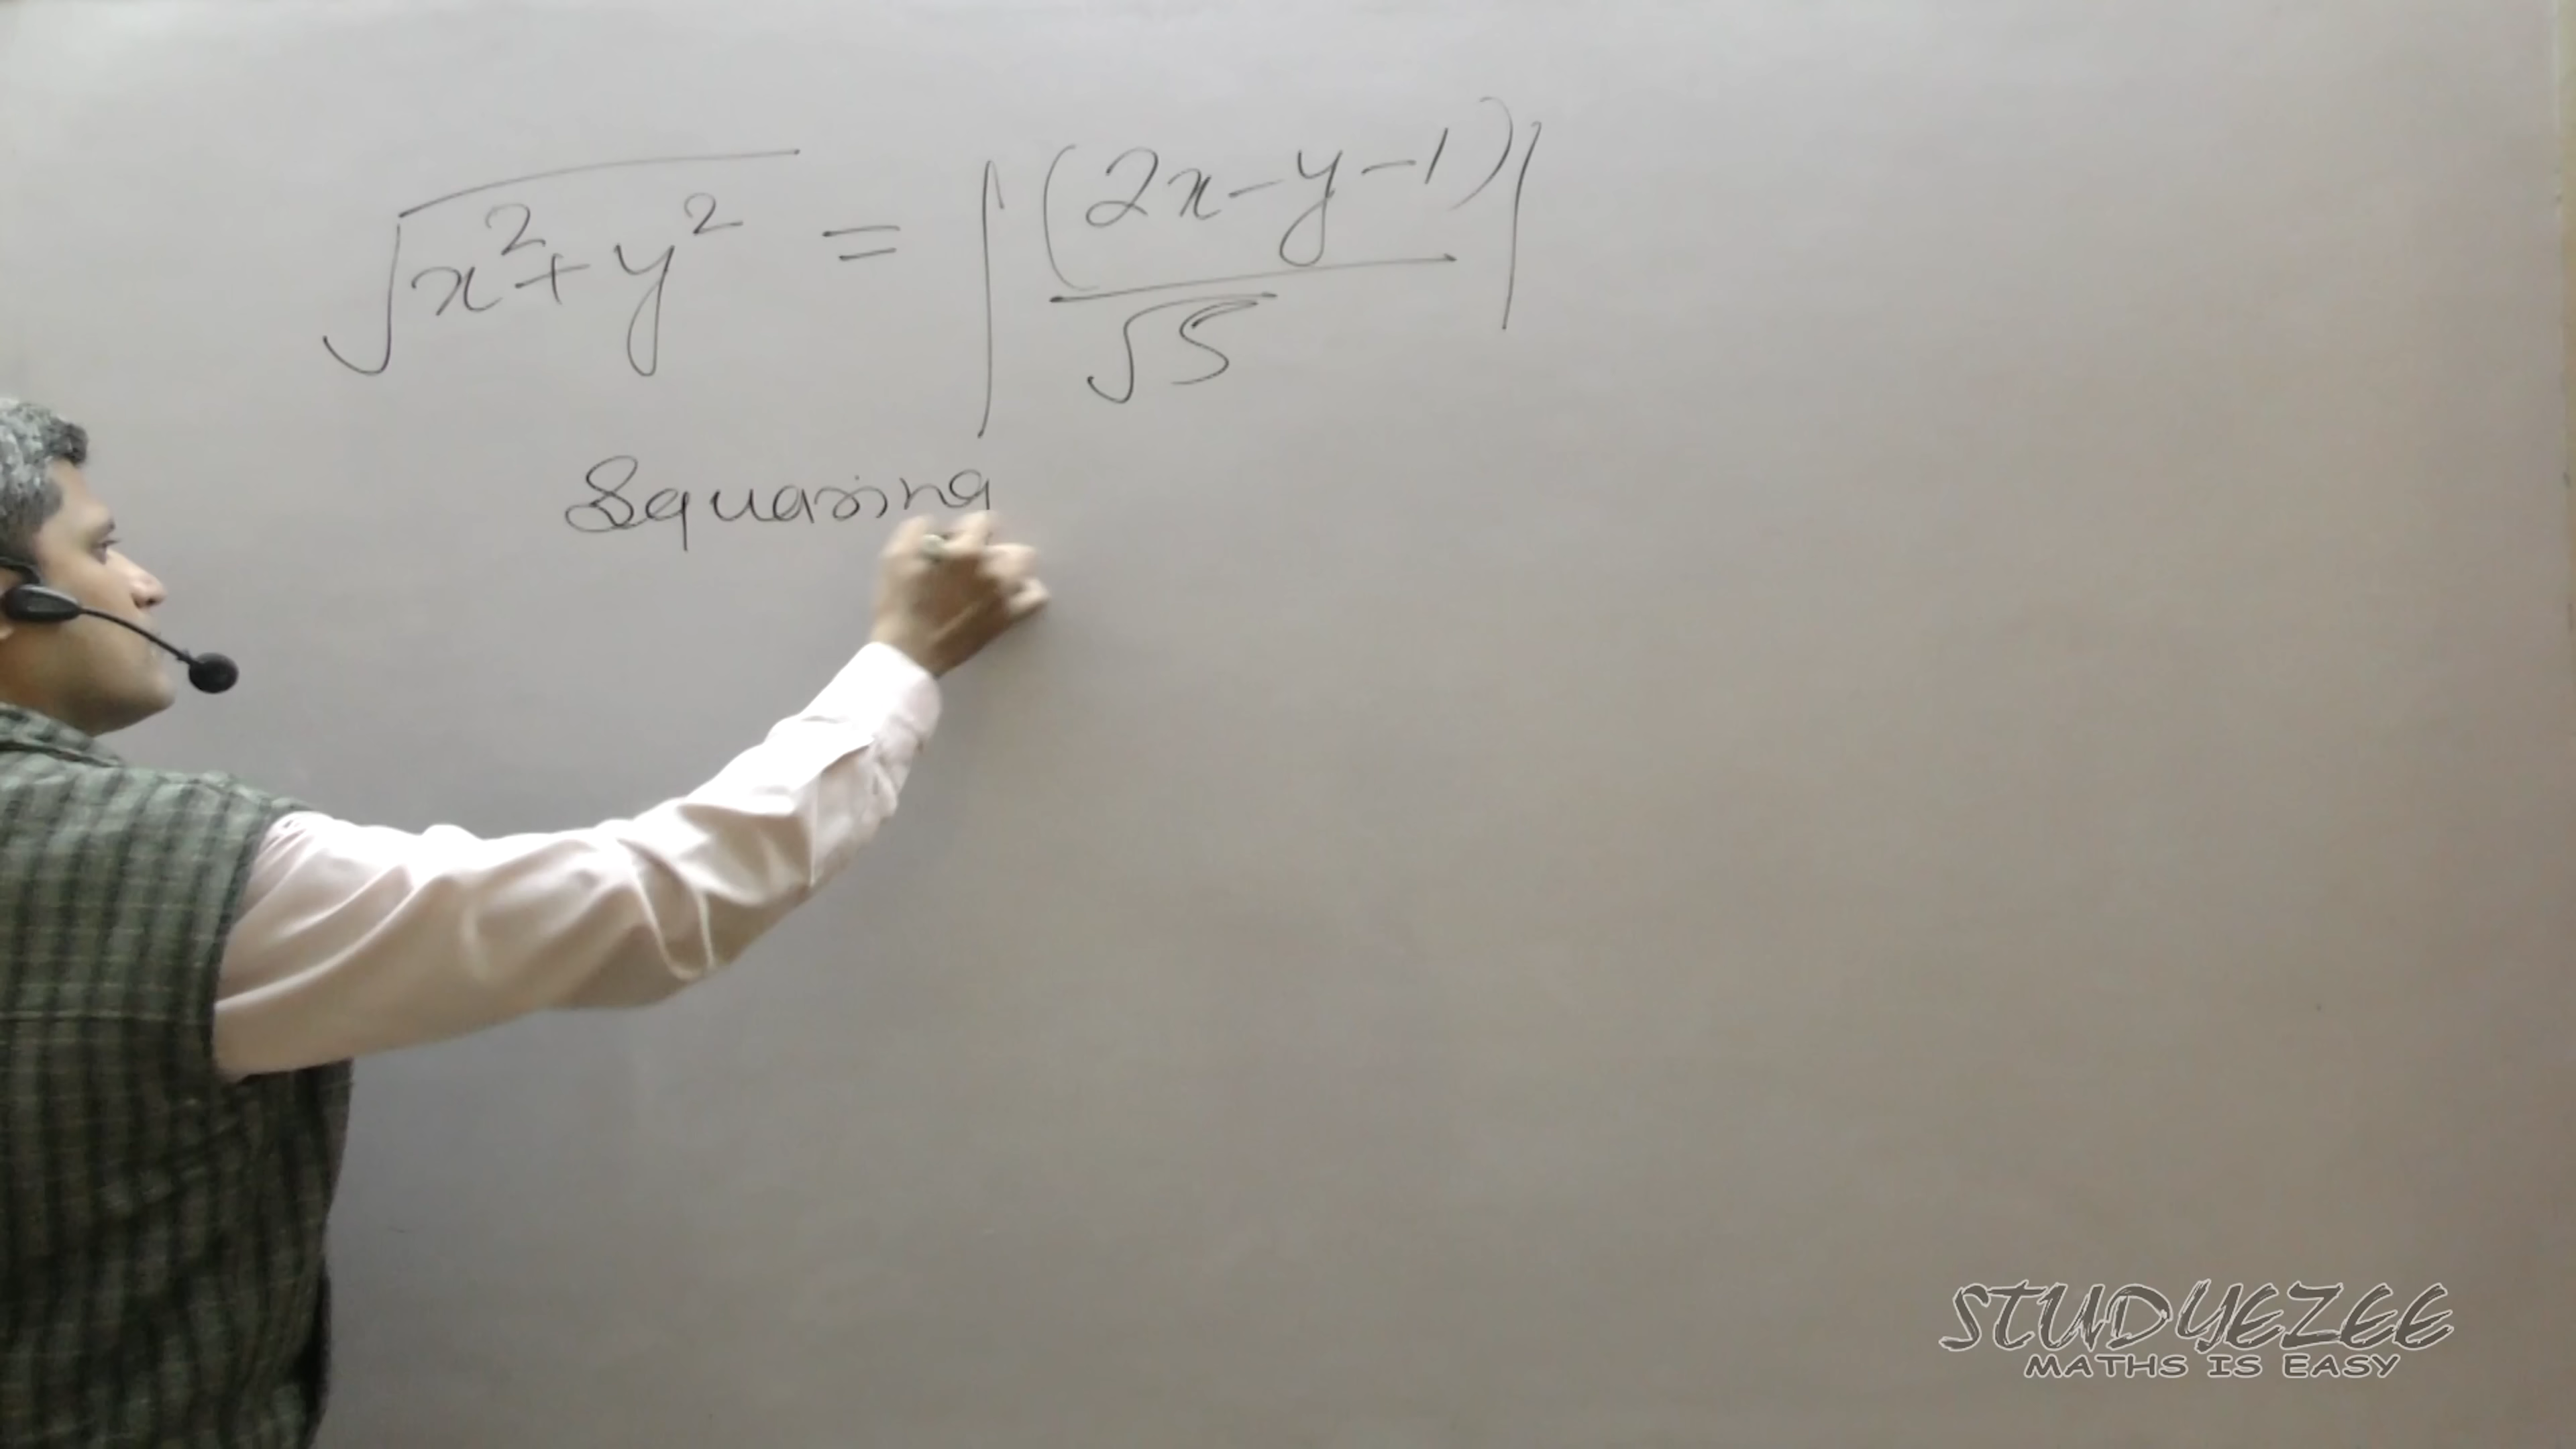 √x²+y² = |(2x-y-1)/√5|
Squaring
STUDYEZEE
MATHS IS EASY